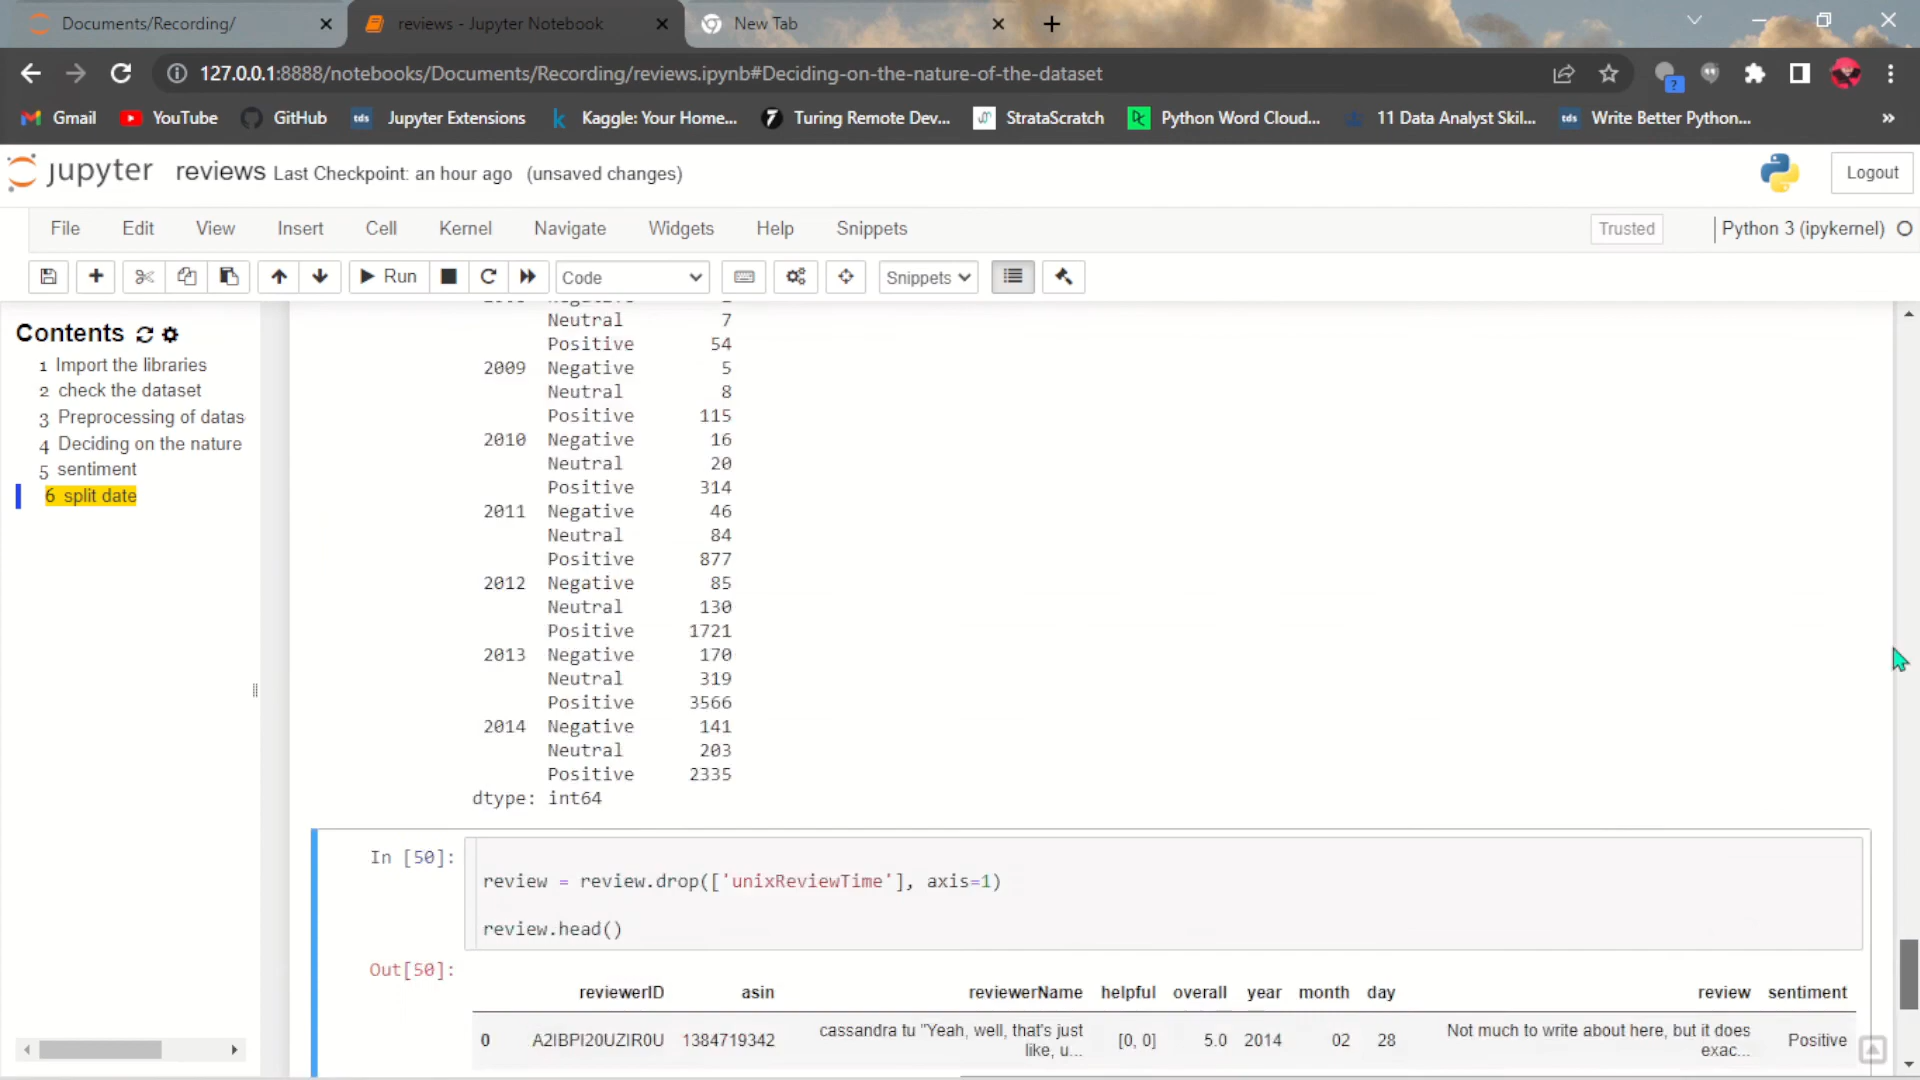 Documents/Recording/
reviews - Jupyter Notebook
New Tab
127.0.0.1:8888/notebooks/Documents/Recording/reviews.ipynb#Deciding-on-the-nature-of-the-dataset
Gmail YouTube GitHub tds Jupyter Extensions Kaggle: Your Home... Turing Remote Dev... StrataScratch Python Word Cloud... 11 Data Analyst Skil... tds Write Better Python... »
jupyter reviews Last Checkpoint: an hour ago (unsaved changes)
Logout
File Edit View Insert Cell Kernel Navigate Widgets Help Snippets
Trusted
Python 3 (ipykernel)
Run
Code
Snippets
Contents
1 Import the libraries
2 check the dataset
3 Preprocessing of datas
4 Deciding on the nature
5 sentiment
6 split date
Neutral 7
Positive 54
2009 Negative 5
Neutral 8
Positive 115
2010 Negative 16
Neutral 20
Positive 314
2011 Negative 46
Neutral 84
Positive 877
2012 Negative 85
Neutral 130
Positive 1721
2013 Negative 170
Neutral 319
Positive 3566
2014 Negative 141
Neutral 203
Positive 2335
dtype: int64
In [50]:
review = review.drop(['unixReviewTime'], axis=1)
review.head()
Out[50]:
reviewerID asin reviewerName helpful overall year month day review sentiment
0 A2IBPI20UZIR0U 1384719342 cassandra tu "Yeah, well, that's just like, u... [0, 0] 5.0 2014 02 28 Not much to write about here, but it does exac... Positive